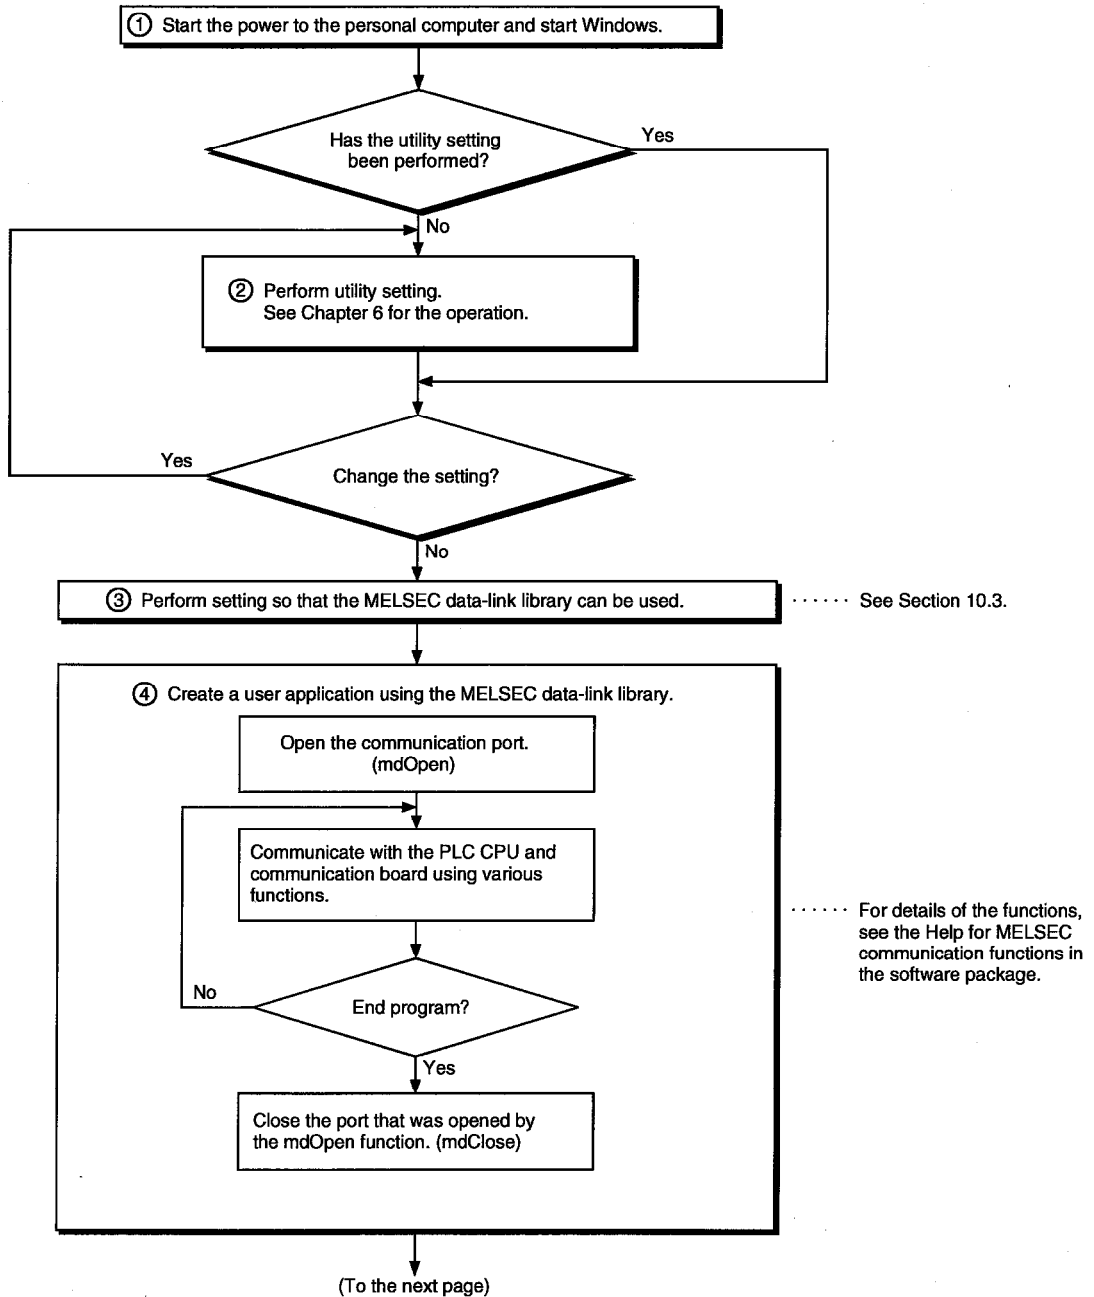 ① Start the power to the personal computer and start Windows.
Has the utility setting
been performed?
Yes
No
② Perform utility setting.
See Chapter 6 for the operation.
Yes
Change the setting?
No
③ Perform setting so that the MELSEC data-link library can be used.
······ See Section 10.3.
④ Create a user application using the MELSEC data-link library.
Open the communication port.
(mdOpen)
Communicate with the PLC CPU and
communication board using various
functions.
······ For details of the functions,
see the Help for MELSEC
communication functions in
the software package.
No
End program?
Yes
Close the port that was opened by
the mdOpen function. (mdClose)
(To the next page)